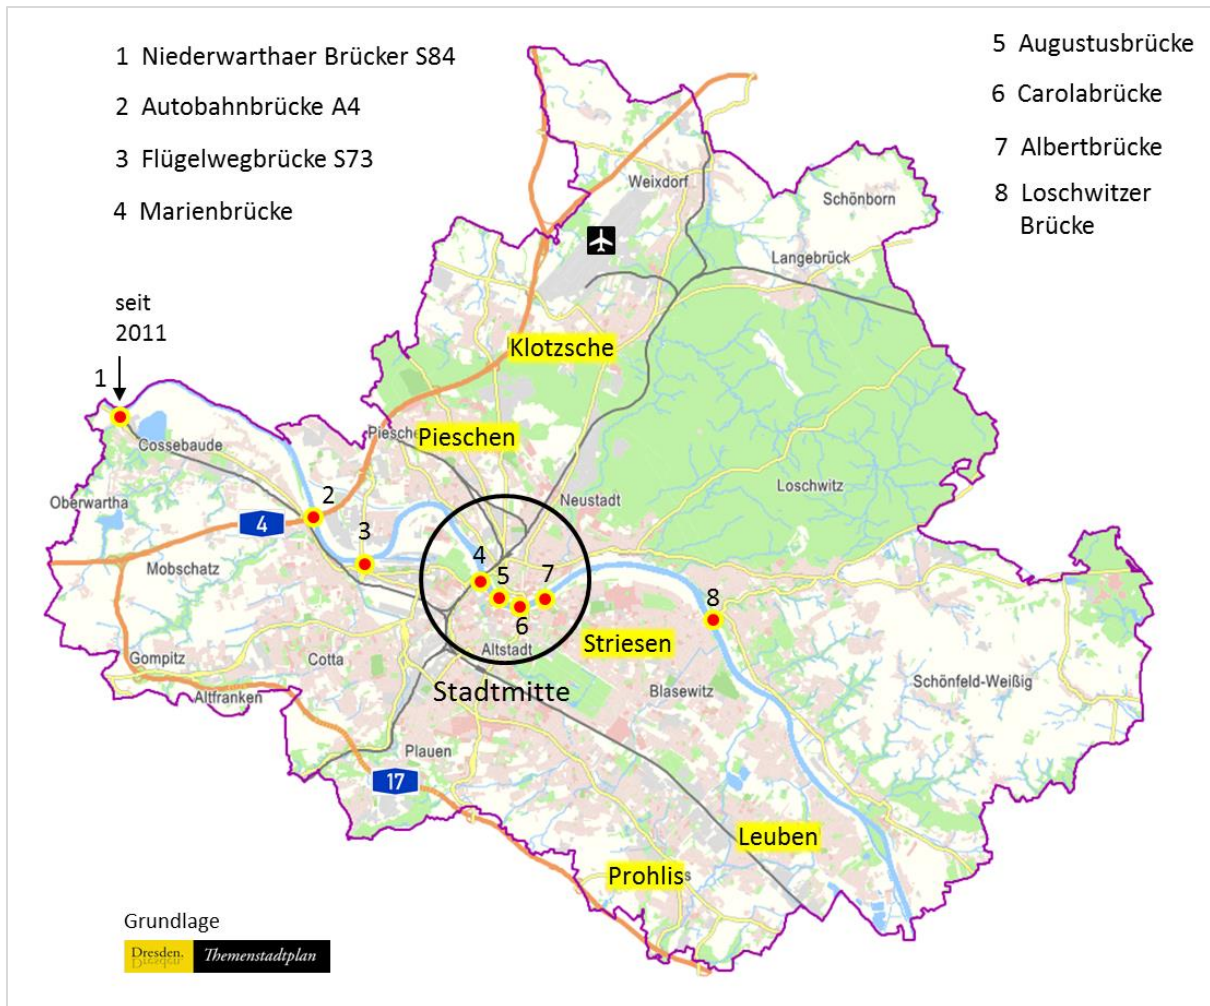 1 Niederwarthaer Brücker S84
2 Autobahnbrücke A4
3 Flügelwegbrücke S73
4 Marienbrücke
5 Augustusbrücke
6 Carolabrücke
7 Albertbrücke
8 Loschwitzer
Brücke
Weixdorf
Schönborn
Langebrück
seit
2011
1
Klotzsche
Cossebaude
Piesche
Pieschen
Oberwartha
2
4
3
Neustadt
Loschwitz
Mobschatz
4
5
7
6
8
Striesen
Altstadt
Gompitz
Cotta
Stadtmitte
Blasewitz
Schönfeld-Weißig
Altfranken
Plauen
17
Leuben
Prohlis
s
Grundlage
Dresden.
Dresden
Themenstadtplan